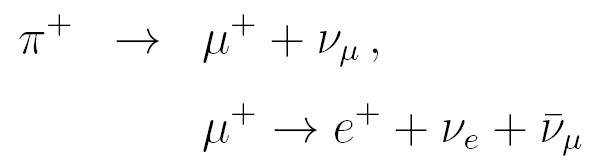 π⁺ → μ⁺ + ν_μ ,
μ⁺ → e⁺ + ν_e + ν̄_μ